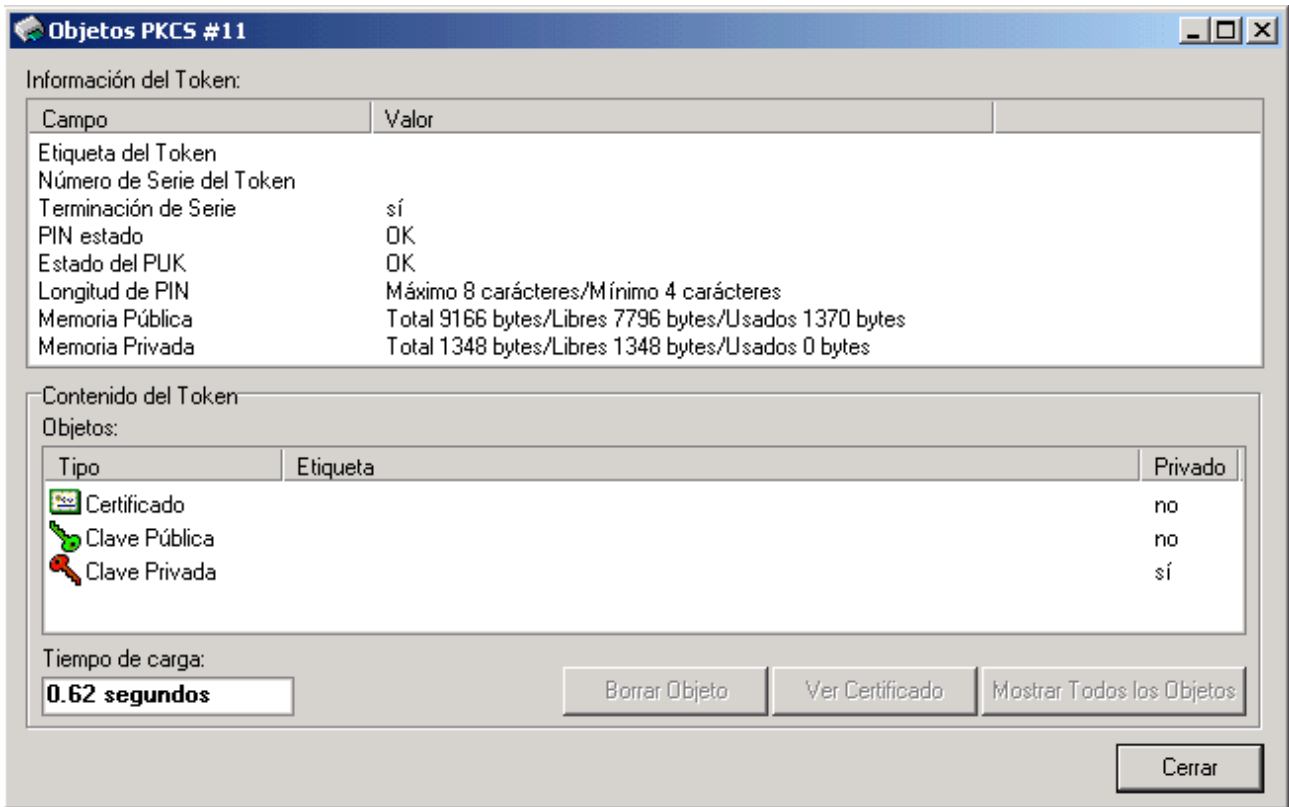 Objetos PKCS #11
Información del Token:
Campo Valor
Etiqueta del Token
Número de Serie del Token
Terminación de Serie sí
PIN estado OK
Estado del PUK OK
Longitud de PIN Máximo 8 carácteres/Mínimo 4 carácteres
Memoria Pública Total 9166 bytes/Libres 7796 bytes/Usados 1370 bytes
Memoria Privada Total 1348 bytes/Libres 1348 bytes/Usados 0 bytes
Contenido del Token
Objetos:
Tipo Etiqueta Privado
Certificado no
Clave Pública no
Clave Privada sí
Tiempo de carga:
0.62 segundos
Borrar Objeto Ver Certificado Mostrar Todos los Objetos
Cerrar